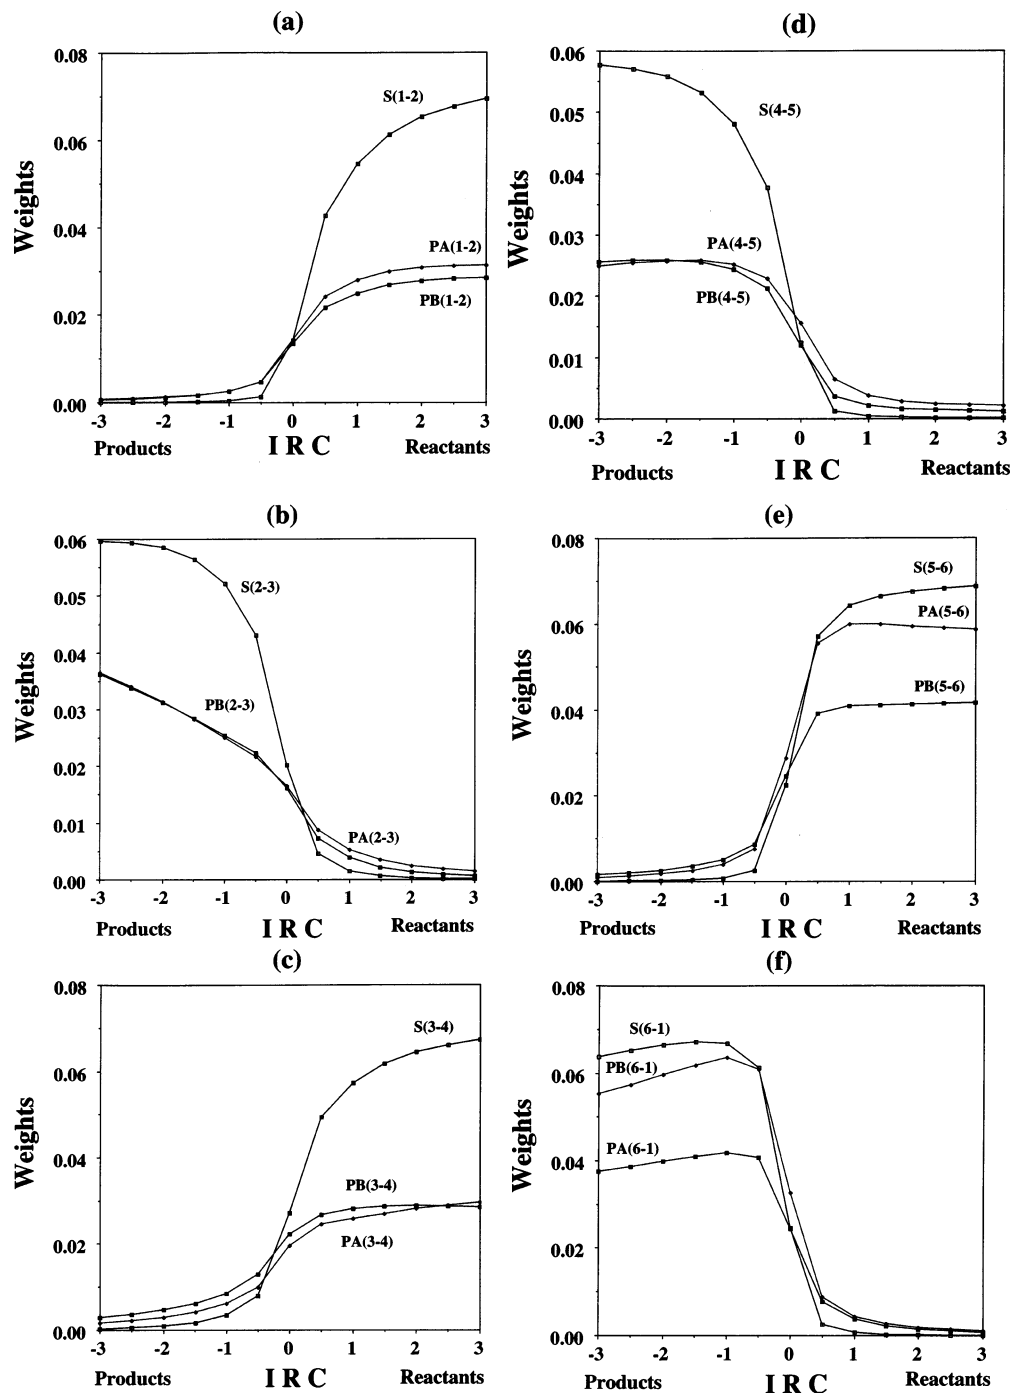 (a)
0.08
0.06
0.04
0.02
0.00
Weights
S(1-2)
PA(1-2)
PB(1-2)
-3 -2 -1 0 1 2 3
Products I R C Reactants
(d)
0.06
0.05
0.04
0.03
0.02
0.01
0.00
Weights
S(4-5)
PA(4-5)
PB(4-5)
-3 -2 -1 0 1 2 3
Products I R C Reactants
(b)
0.06
0.05
0.04
0.03
0.02
0.01
0.00
Weights
S(2-3)
PB(2-3)
PA(2-3)
-3 -2 -1 0 1 2 3
Products I R C Reactants
(e)
0.08
0.06
0.04
0.02
0.00
Weights
S(5-6)
PA(5-6)
PB(5-6)
-3 -2 -1 0 1 2 3
Products I R C Reactants
(c)
0.08
0.06
0.04
0.02
0.00
Weights
S(3-4)
PB(3-4)
PA(3-4)
-3 -2 -1 0 1 2 3
Products I R C Reactants
(f)
0.08
0.06
0.04
0.02
0.00
Weights
S(6-1)
PB(6-1)
PA(6-1)
-3 -2 -1 0 1 2 3
Products I R C Reactants